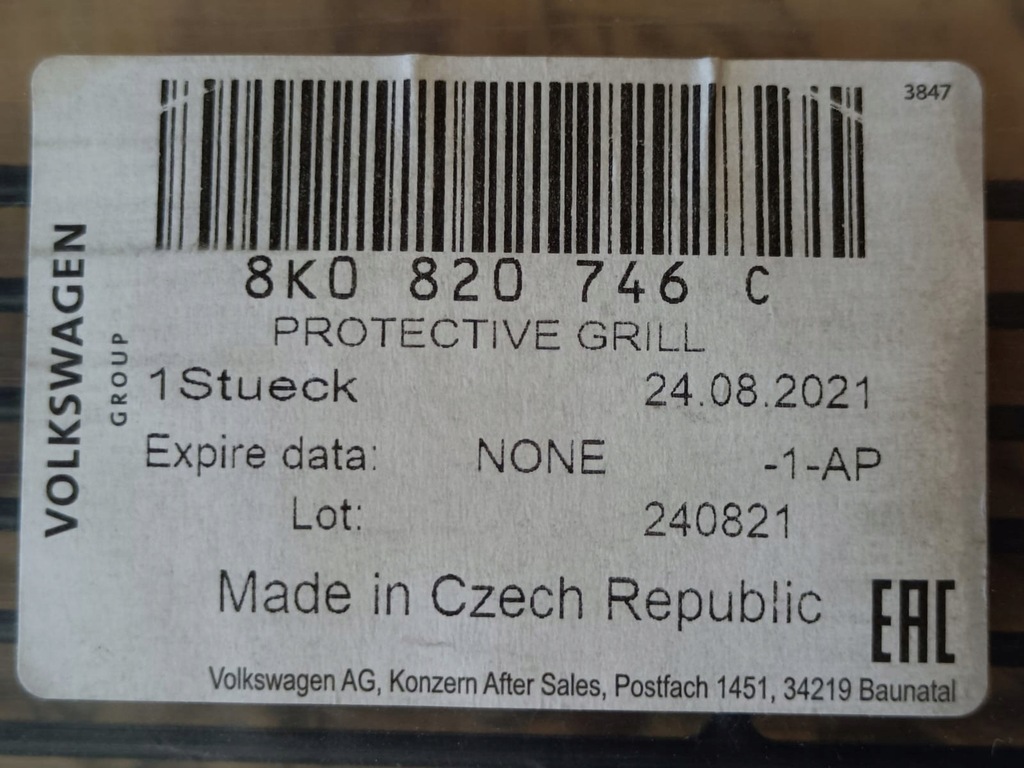 3847
8K0 820 746 C
PROTECTIVE GRILL
1Stueck 24.08.2021
Expire data: NONE -1-AP
Lot: 240821
Made in Czech Republic
EAC
Volkswagen AG, Konzern After Sales, Postfach 1451, 34219 Baunatal
VOLKSWAGEN
GROUP